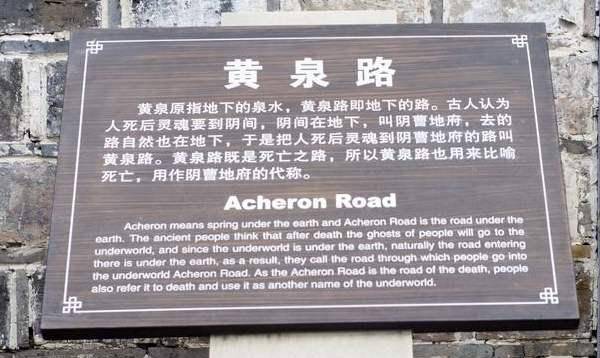 黄泉路
黄泉原指地下的泉水，黄泉路即地下的路。古人认为
人死后灵魂要到阴间，阴间在地下，叫阴曹地府，去的
路自然也在地下，于是把人死后灵魂到阴曹地府的路叫
黄泉路。黄泉路既是死亡之路，所以黄泉路也用来比喻
死亡，用作阴曹地府的代称。
Acheron Road
Acheron means spring under the earth and Acheron Road is the road under the
earth. The ancient people think that after death the ghosts of people will go to the
underworld, and since the underworld is under the earth, naturally the road entering
there is under the earth, as a result, they call the road through which people go into
the underworld Acheron Road. As the Acheron Road is the road of the death, people
also refer it to death and use it as another name of the underworld.